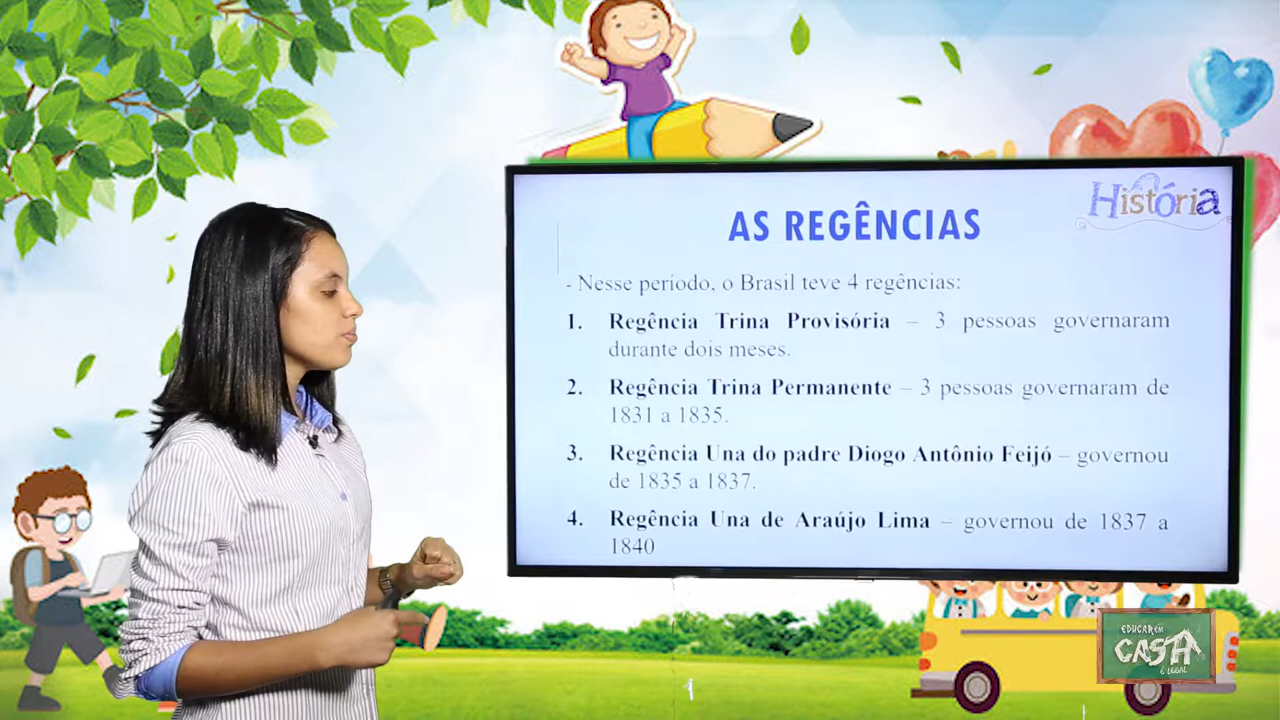 História
AS REGÊNCIAS
- Nesse período, o Brasil teve 4 regências:
1. Regência Trina Provisória – 3 pessoas governaram
durante dois meses.
2. Regência Trina Permanente – 3 pessoas governaram de
1831 a 1835.
3. Regência Una do padre Diogo Antônio Feijó – governou
de 1835 a 1837.
4. Regência Una de Araújo Lima – governou de 1837 a
1840
EDUCAR EM
CASA
É LEGAL